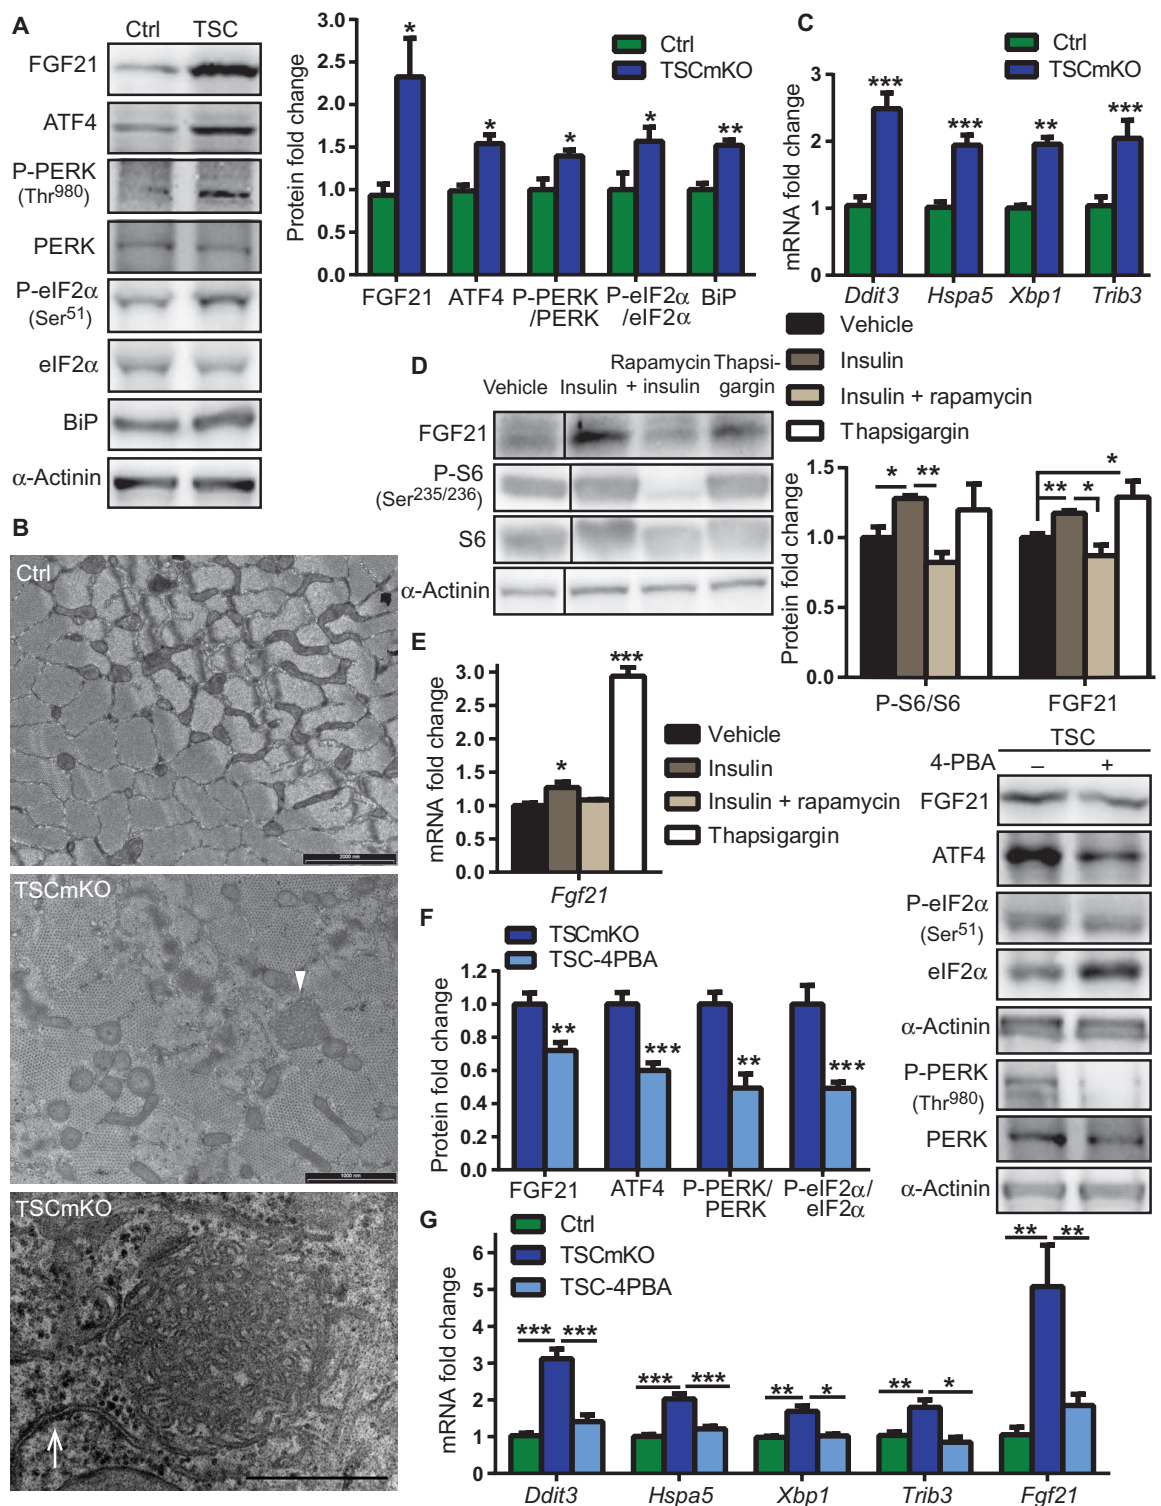 A
Ctrl TSC
FGF21
ATF4
P-PERK
(Thr980)
PERK
P-eIF2α
(Ser51)
eIF2α
BiP
α-Actinin
Protein fold change
3.0
2.5
2.0
1.5
1.0
0.5
0.0
* * * * **
Ctrl
TSCmKO
FGF21 ATF4 P-PERK P-eIF2α BiP
/PERK /eIF2α
C
Ctrl
TSCmKO
mRNA fold change
3
2
1
0
*** *** ** ***
Ddit3 Hspa5 Xbp1 Trib3
B
Ctrl
2000 nm
TSCmKO
1000 nm
TSCmKO
D
Rapamycin Thapsi-
Vehicle Insulin + insulin gargin
FGF21
P-S6
(Ser235/236)
S6
α-Actinin
Vehicle
Insulin
Insulin + rapamycin
Thapsigargin
Protein fold change
1.5
1.0
0.5
0.0
* ** ** * *
P-S6/S6 FGF21
E
mRNA fold change
3.0
2.5
2.0
1.5
1.0
0.5
0.0
* ***
Fgf21
Vehicle
Insulin
Insulin + rapamycin
Thapsigargin
F
TSCmKO
TSC-4PBA
Protein fold change
1.2
1.0
0.8
0.6
0.4
0.2
0.0
** *** ** ***
FGF21 ATF4 P-PERK/ P-eIF2α/
PERK eIF2α
TSC
4-PBA – +
FGF21
ATF4
P-eIF2α
(Ser51)
eIF2α
α-Actinin
P-PERK
(Thr980)
PERK
α-Actinin
G
Ctrl
TSCmKO
TSC-4PBA
mRNA fold change
6
5
4
3
2
1
0
*** *** *** *** ** * ** * ** **
Ddit3 Hspa5 Xbp1 Trib3 Fgf21